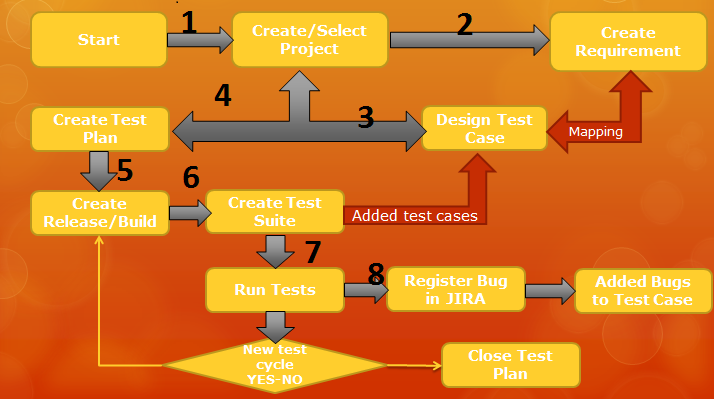 1
2
Start
Create/Select
Project
Create
Requirement
4
3
Create Test
Plan
Design Test
Case
Mapping
5
6
Create
Release/Build
Create Test
Suite
Added test cases
7
8
Run Tests
Register Bug
in JIRA
Added Bugs
to Test Case
New test
cycle
YES-NO
Close Test
Plan